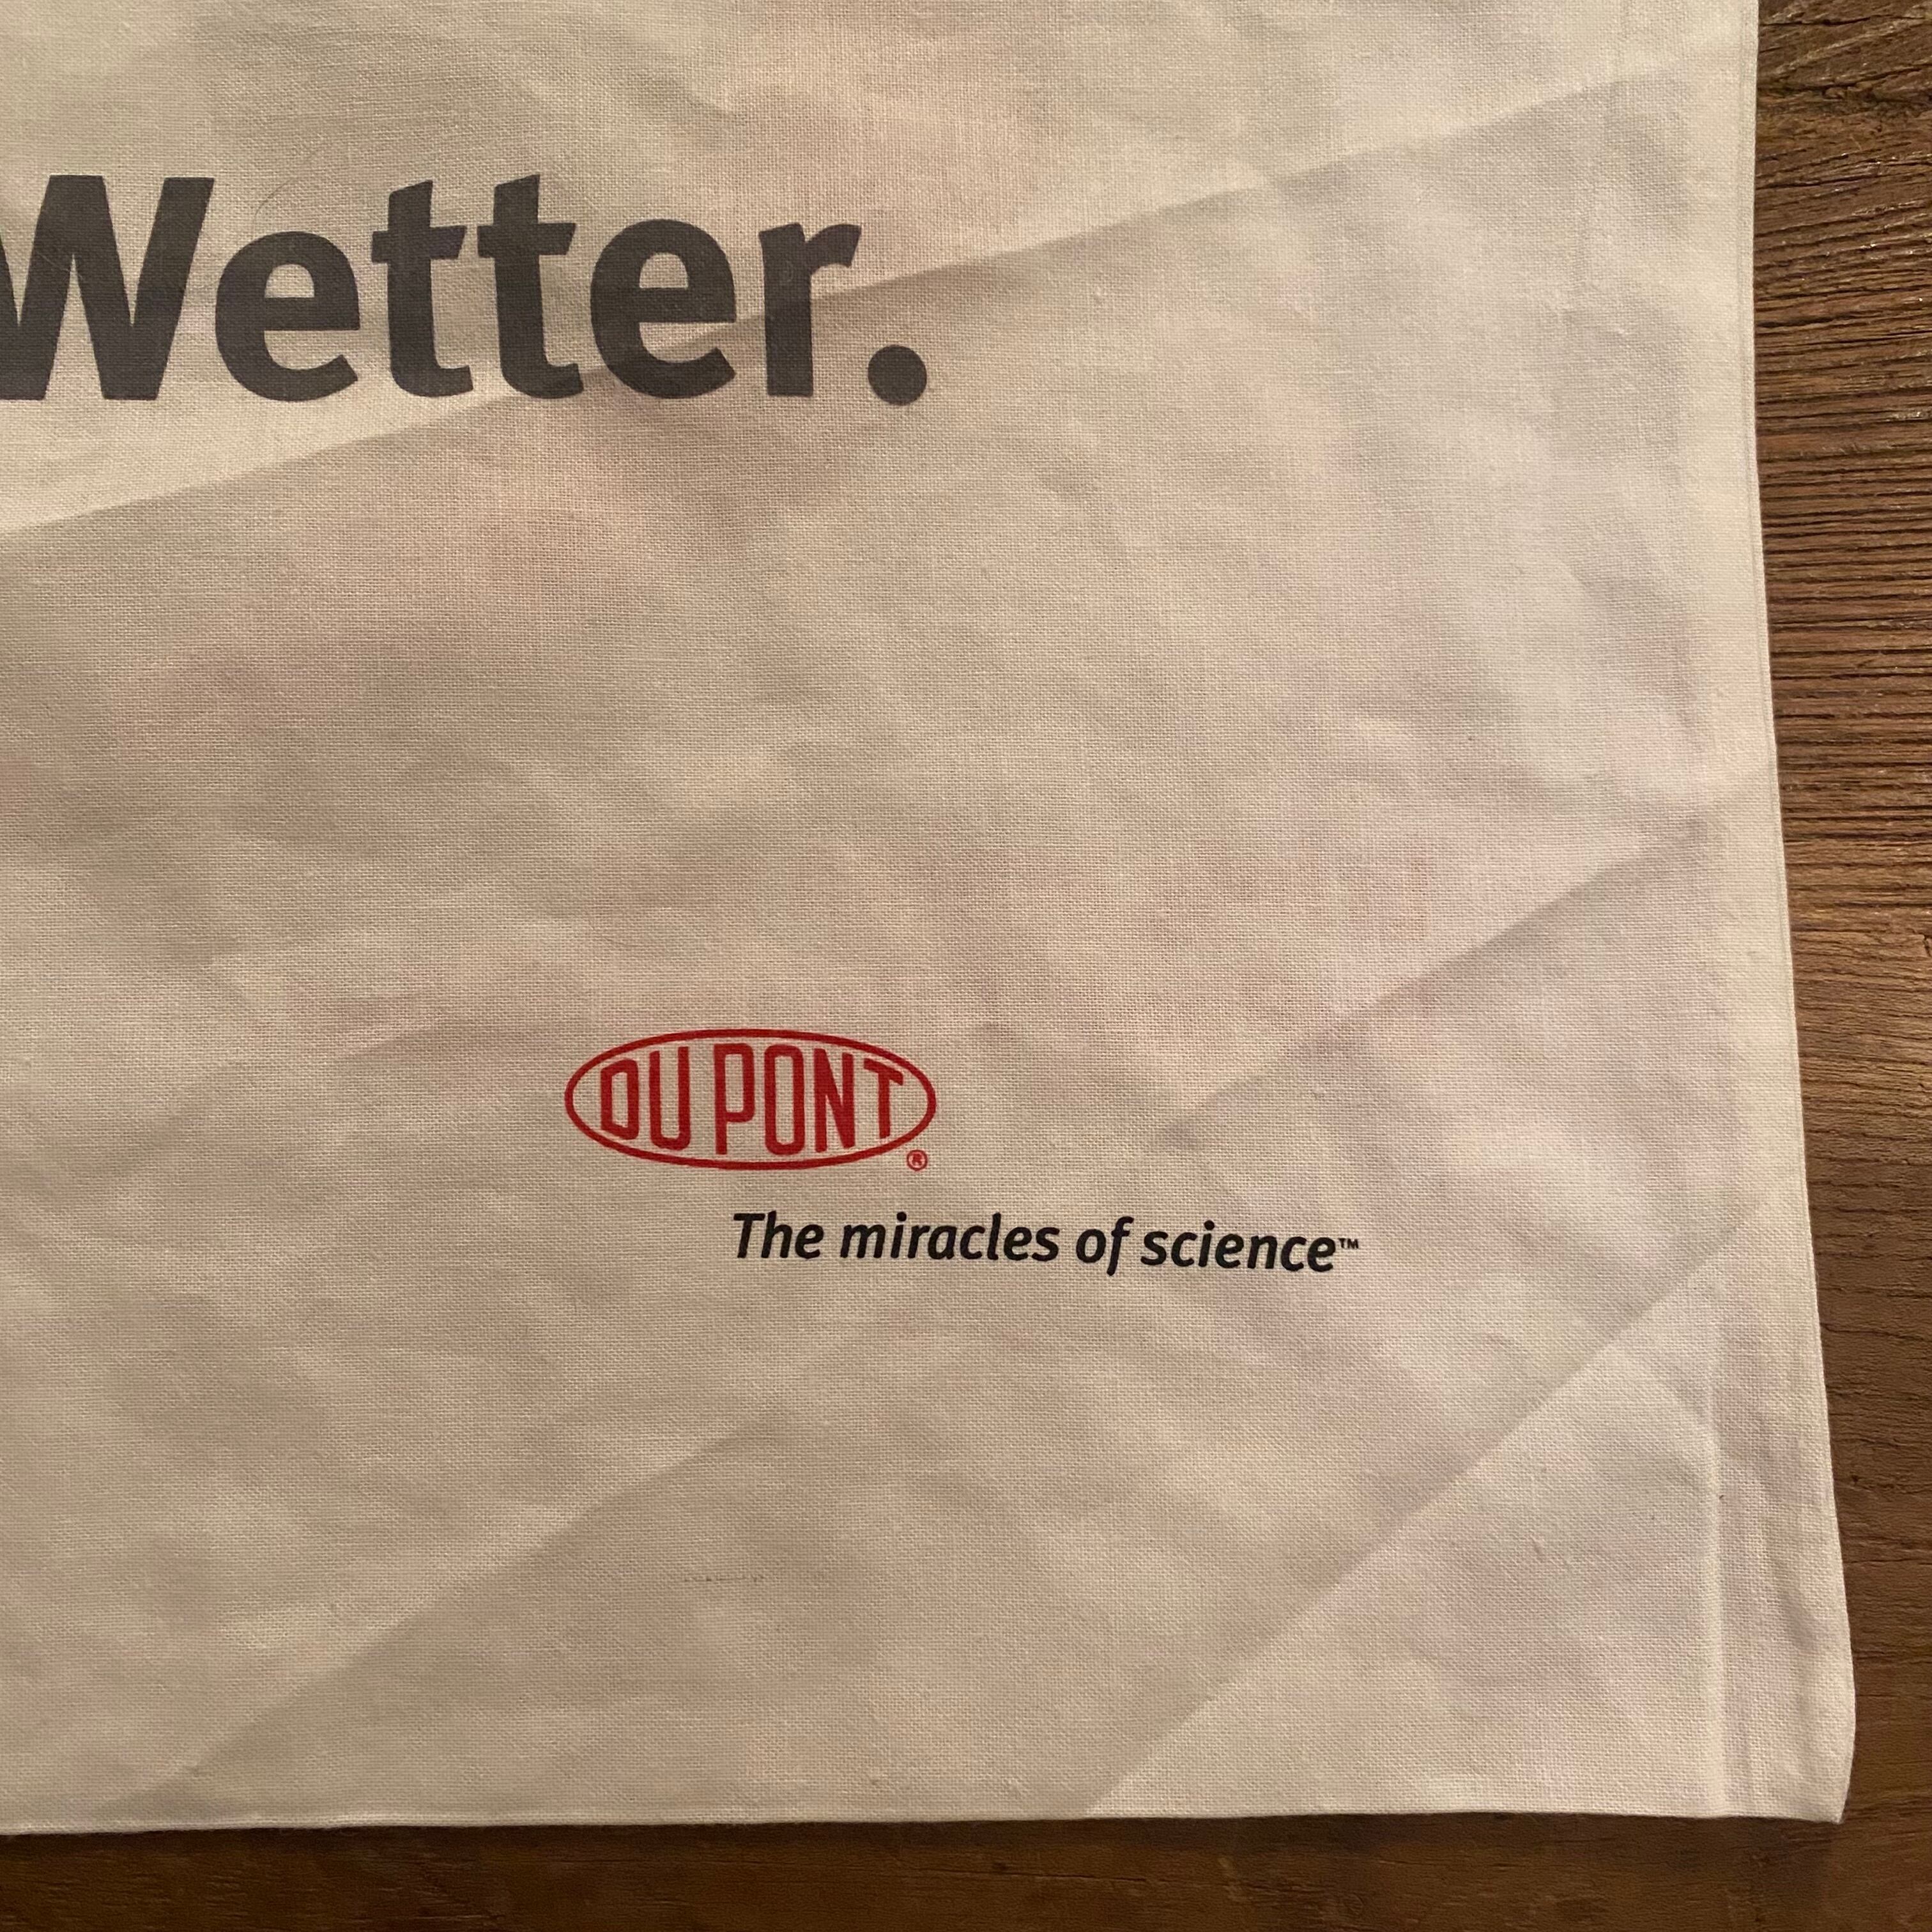 Wetter.
DU PONT®
The miracles of science™